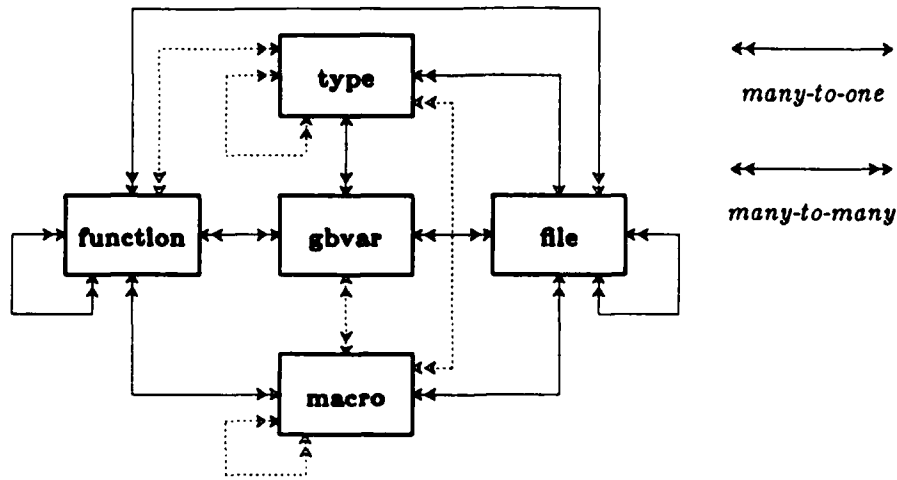 type
many-to-one
many-to-many
function
gbvar
file
macro